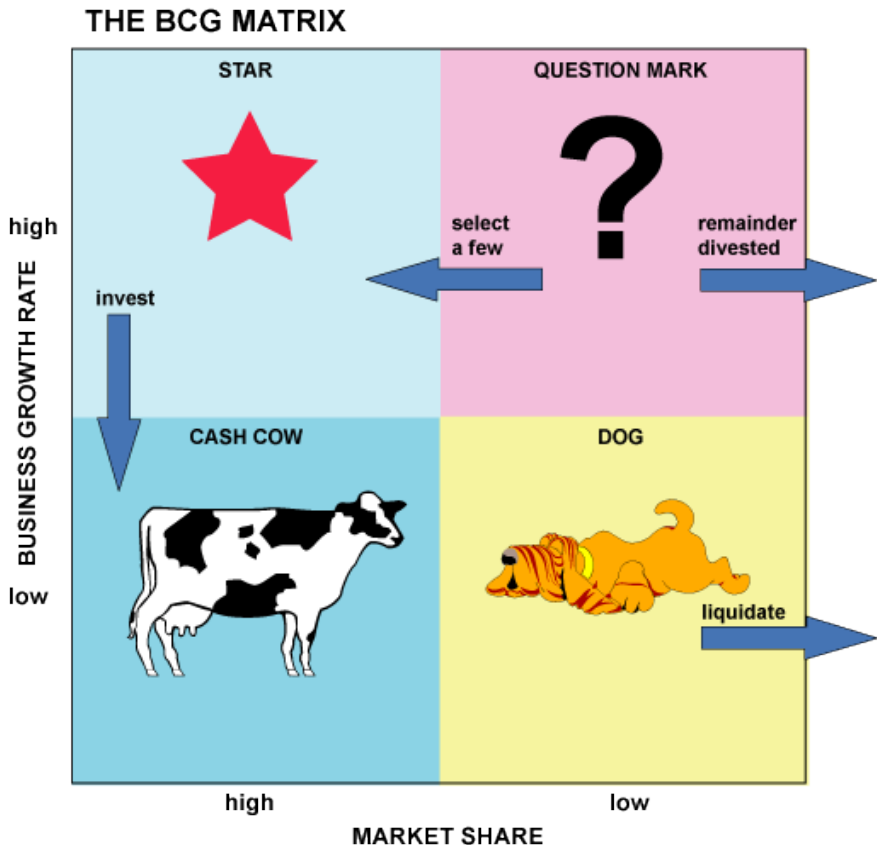 THE BCG MATRIX
STAR
QUESTION MARK
high
select
a few
remainder
divested
invest
BUSINESS GROWTH RATE
CASH COW
DOG
low
liquidate
high
low
MARKET SHARE